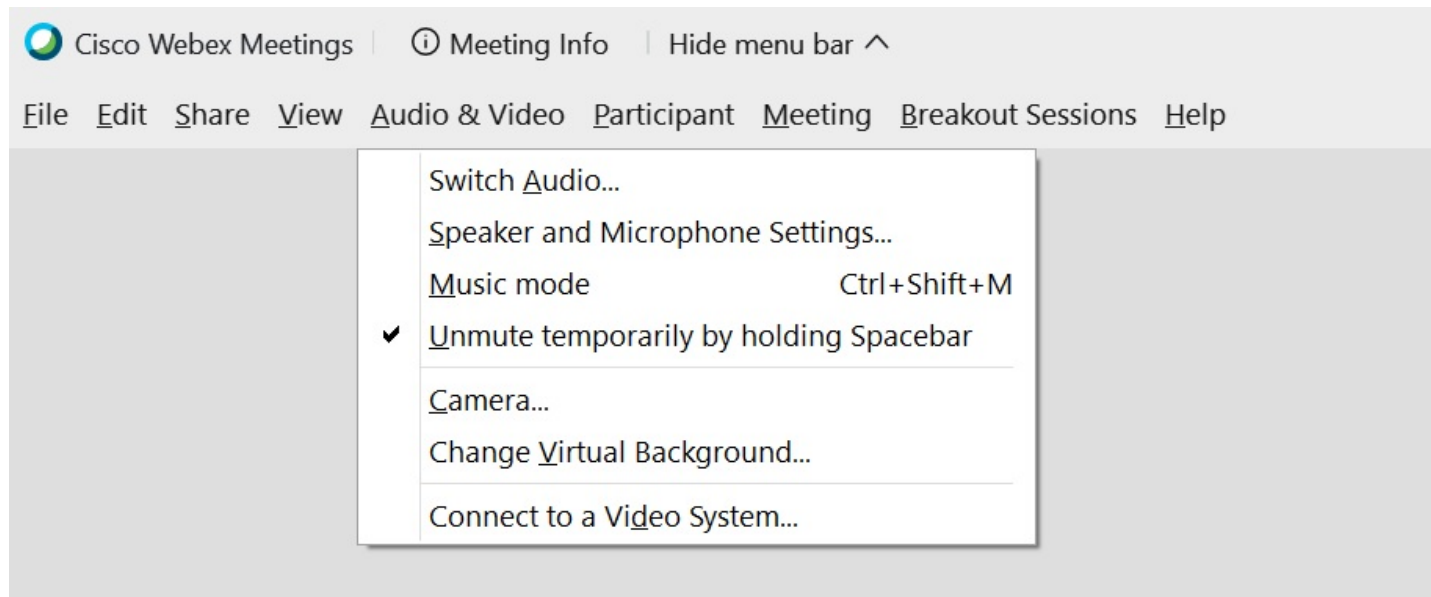 Cisco Webex Meetings Meeting Info Hide menu bar
File Edit Share View Audio & Video Participant Meeting Breakout Sessions Help
Switch Audio...
Speaker and Microphone Settings...
Music mode Ctrl+Shift+M
Unmute temporarily by holding Spacebar
Camera...
Change Virtual Background...
Connect to a Video System...